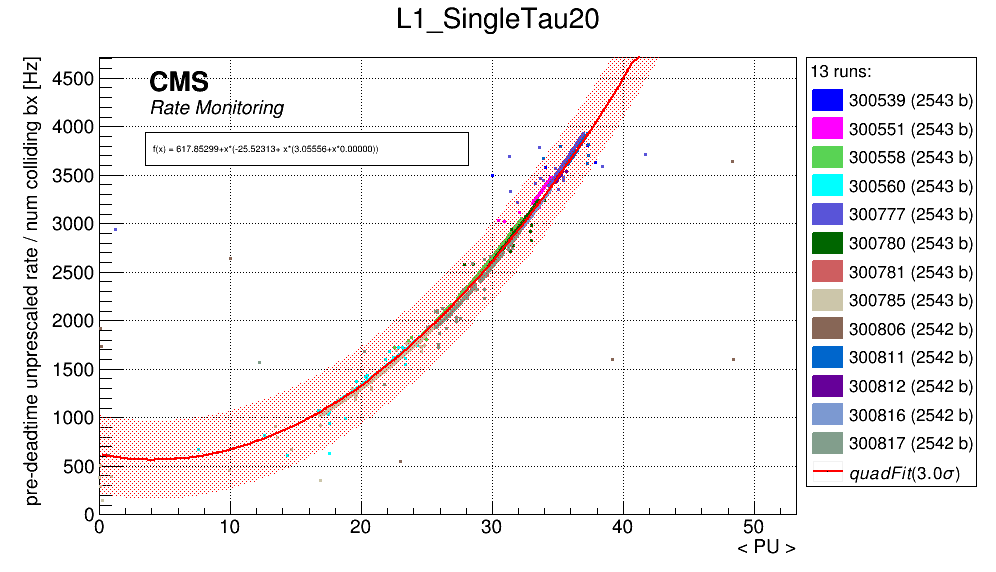 L1_SingleTau20
pre-deadtime unprescaled rate / num colliding bx [Hz]
4500
4000
3500
3000
2500
2000
1500
1000
500
0
CMS
Rate Monitoring
f(x) = 617.85299+x*(-25.52313+ x*(3.05556+x*0.00000))
0 10 20 30 40 50
< PU >
13 runs:
300539 (2543 b)
300551 (2543 b)
300558 (2543 b)
300560 (2543 b)
300777 (2543 b)
300780 (2543 b)
300781 (2543 b)
300785 (2543 b)
300806 (2542 b)
300811 (2542 b)
300812 (2542 b)
300816 (2542 b)
300817 (2542 b)
quadFit(3.0σ)